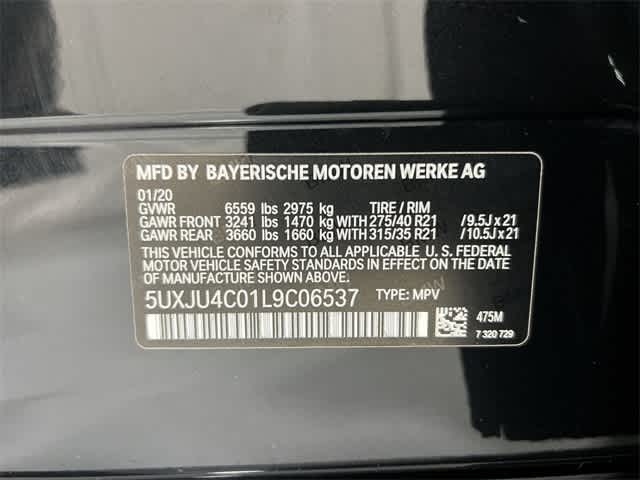 MFD BY BAYERISCHE MOTOREN WERKE AG
01/20
GVWR 6559 lbs 2975 kg TIRE / RIM
GAWR FRONT 3241 lbs 1470 kg WITH 275/40 R21 /9.5J x 21
GAWR REAR 3660 lbs 1660 kg WITH 315/35 R21 /10.5J x 21
THIS VEHICLE CONFORMS TO ALL APPLICABLE U. S. FEDERAL
MOTOR VEHICLE SAFETY STANDARDS IN EFFECT ON THE DATE
OF MANUFACTURE SHOWN ABOVE.
5UXJU4C01L9C06537 TYPE: MPV
475M
7 320 729